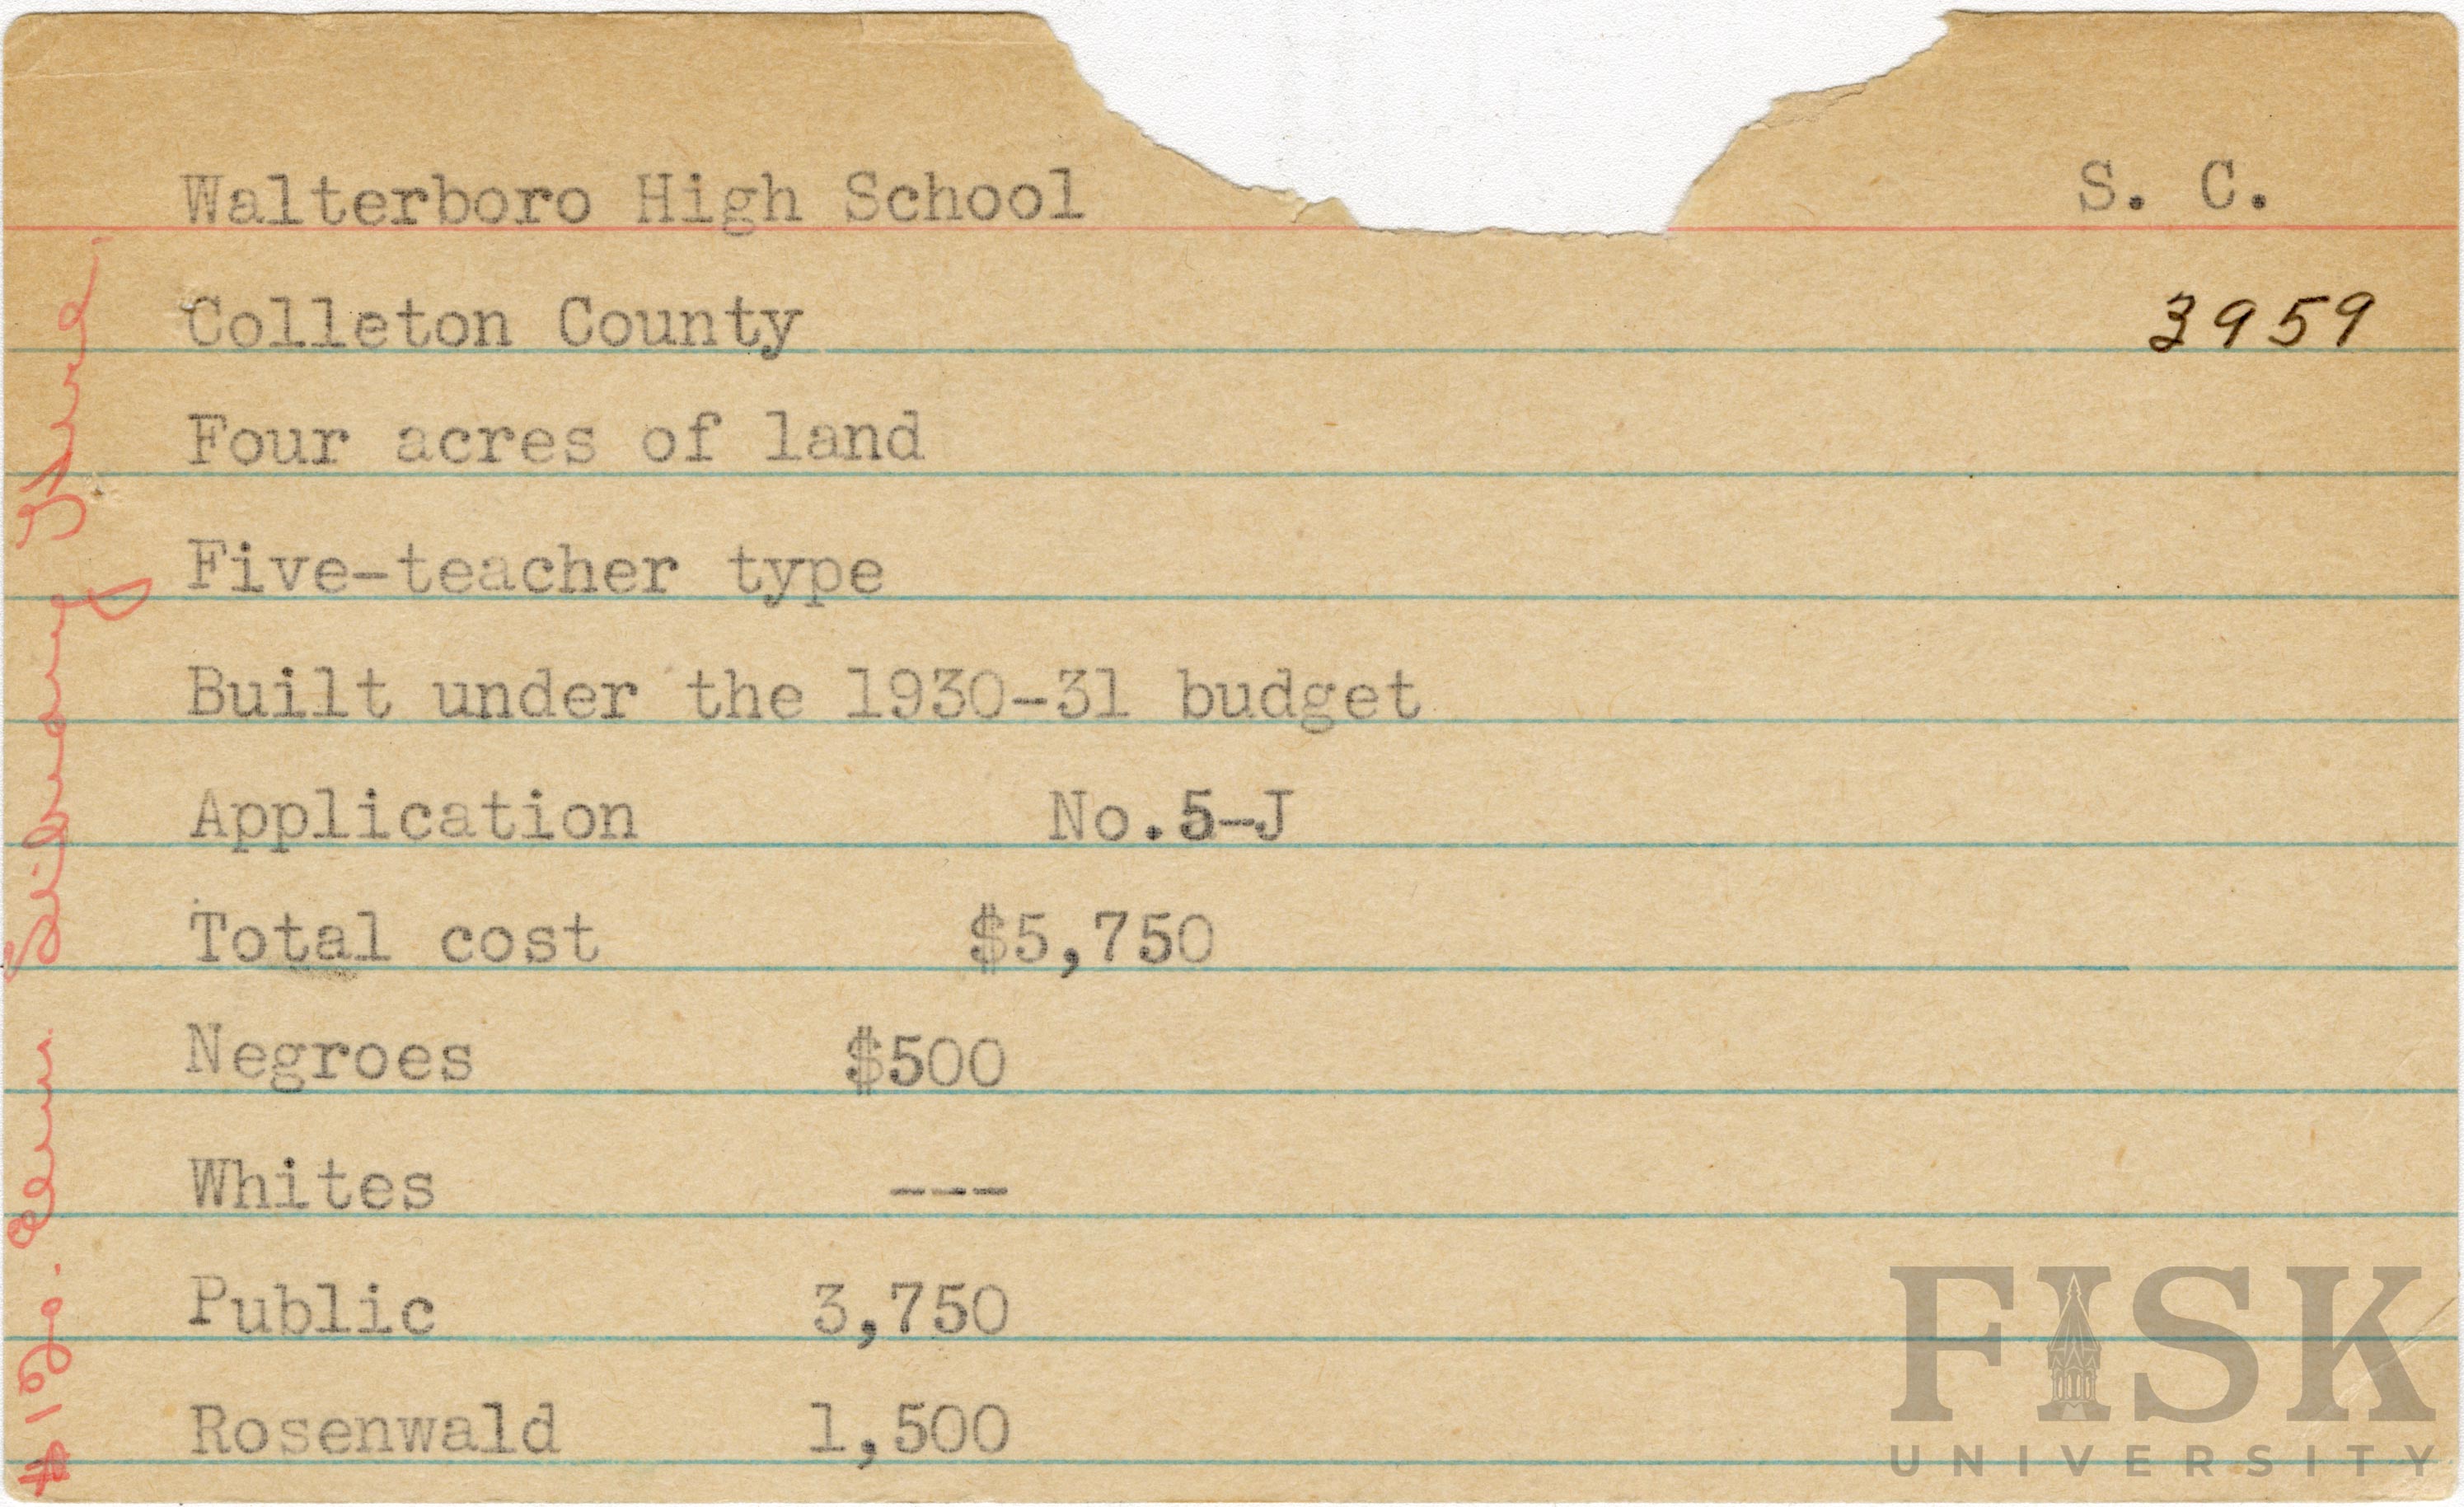 Walterboro High School S. C.
Colleton County 3959
Four acres of land
Five-teacher type
Built under the 1930-31 budget
Application No.5-J
Total cost $5,750
Negroes $500
Whites ---
Public 3,750
Rosenwald 1,500
Library
FISK
UNIVERSITY